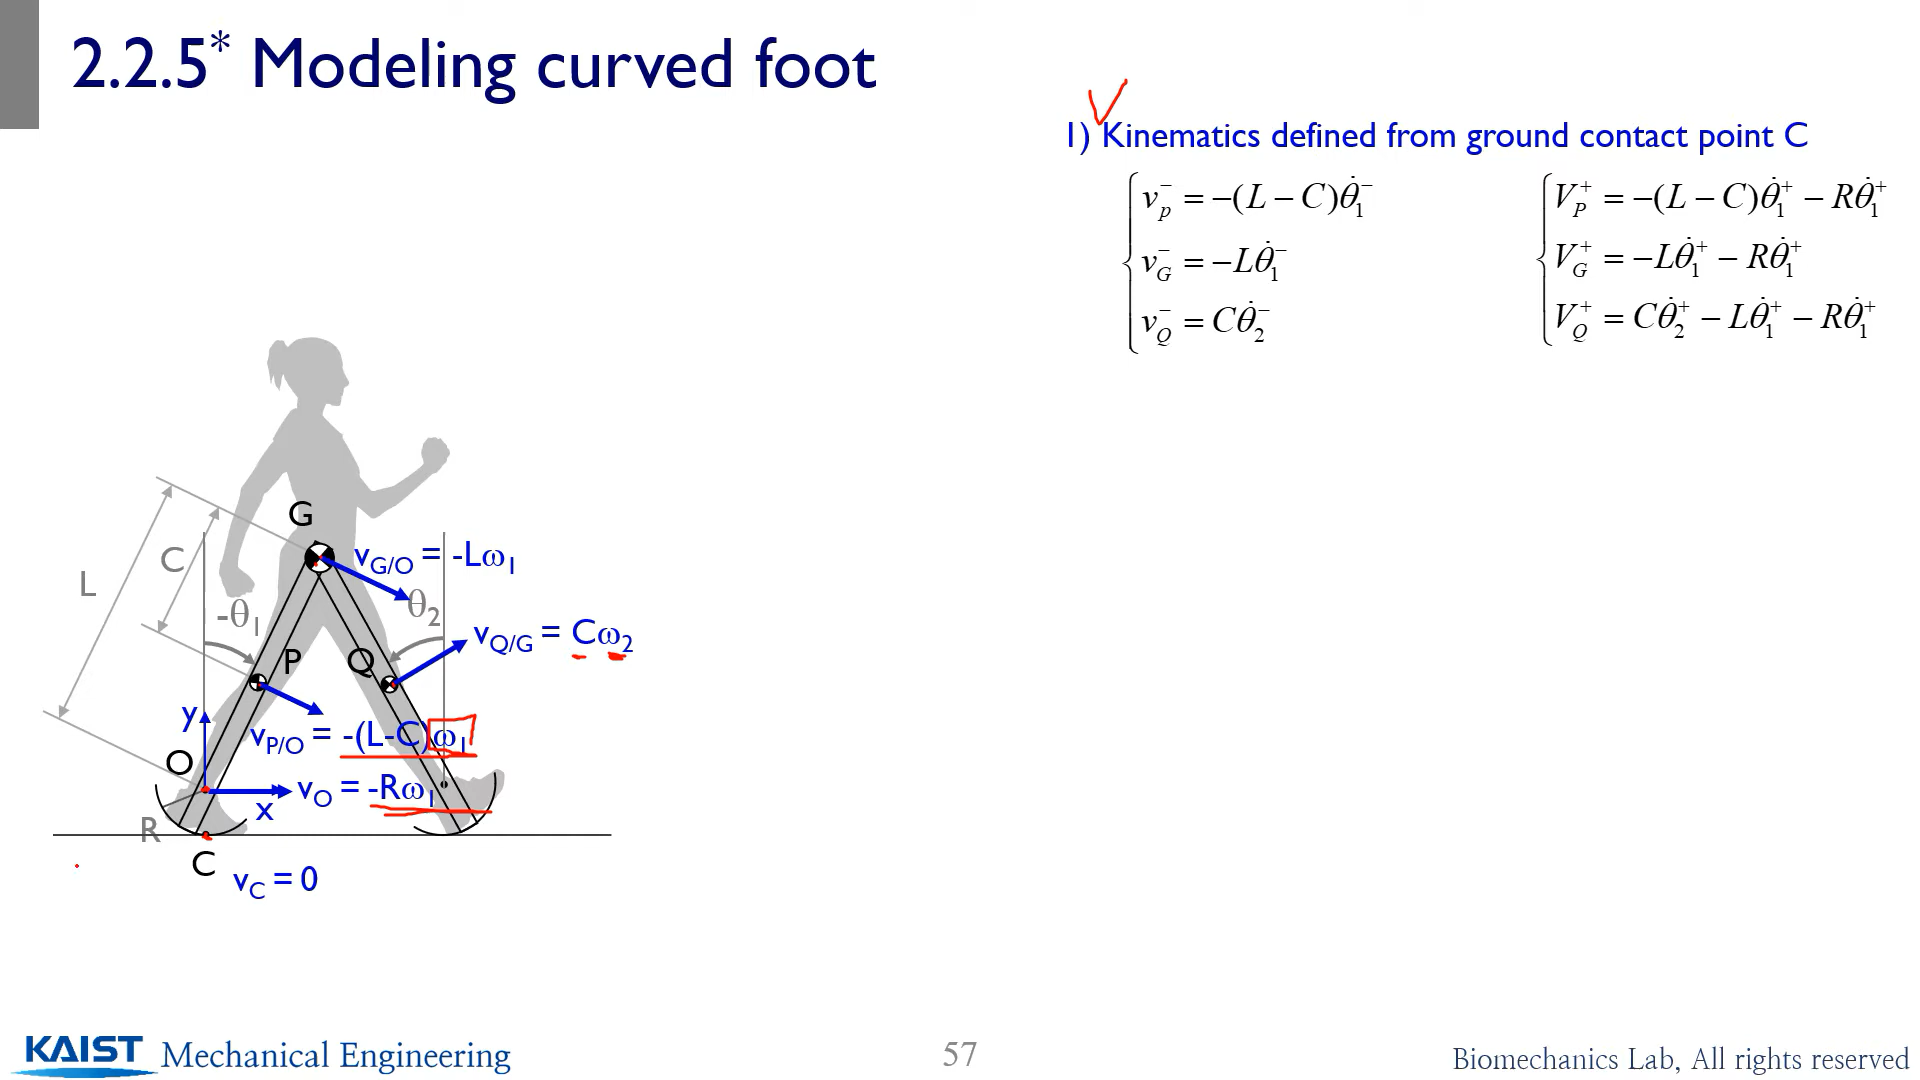 2.2.5* Modeling curved foot
1) Kinematics defined from ground contact point C
v_p^- = -(L - C)θ̇_1^-
v_G^- = -Lθ̇_1^-
v_Q^- = Cθ̇_2^-
V_P^+ = -(L - C)θ̇_1^+ - Rθ̇_1^+
V_G^+ = -Lθ̇_1^+ - Rθ̇_1^+
V_Q^+ = Cθ̇_2^+ - Lθ̇_1^+ - Rθ̇_1^+
G
v_G/O = -Lω_1
C
L
-θ_1
θ_2
v_Q/G = Cω_2
P
Q
y
v_P/O = -(L-C)ω_1
O
v_O = -Rω_1
x
R
C
v_C = 0
KAIST Mechanical Engineering
57
Biomechanics Lab, All rights reserved